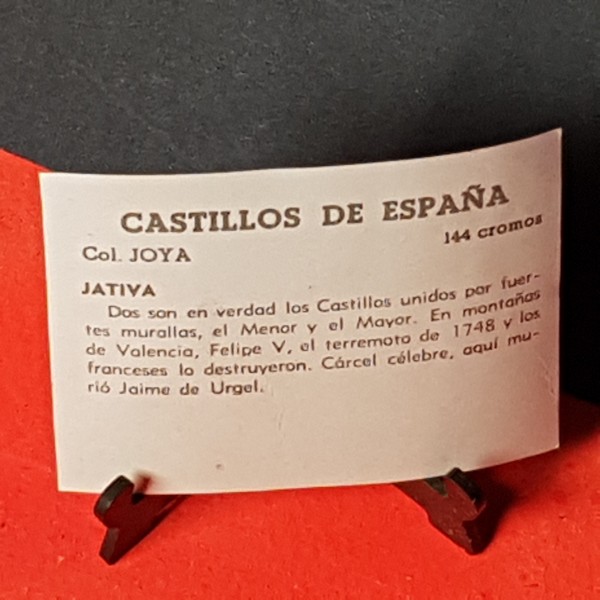 CASTILLOS DE ESPAÑA
Col. JOYA
144 cromos
JATIVA
Dos son en verdad los Castillos unidos por fuer-
tes murallas, el Menor y el Mayor. En montañas
de Valencia, Felipe V, el terremoto de 1748 y los
franceses lo destruyeron. Cárcel célebre, aquí mu-
rió Jaime de Urgel.